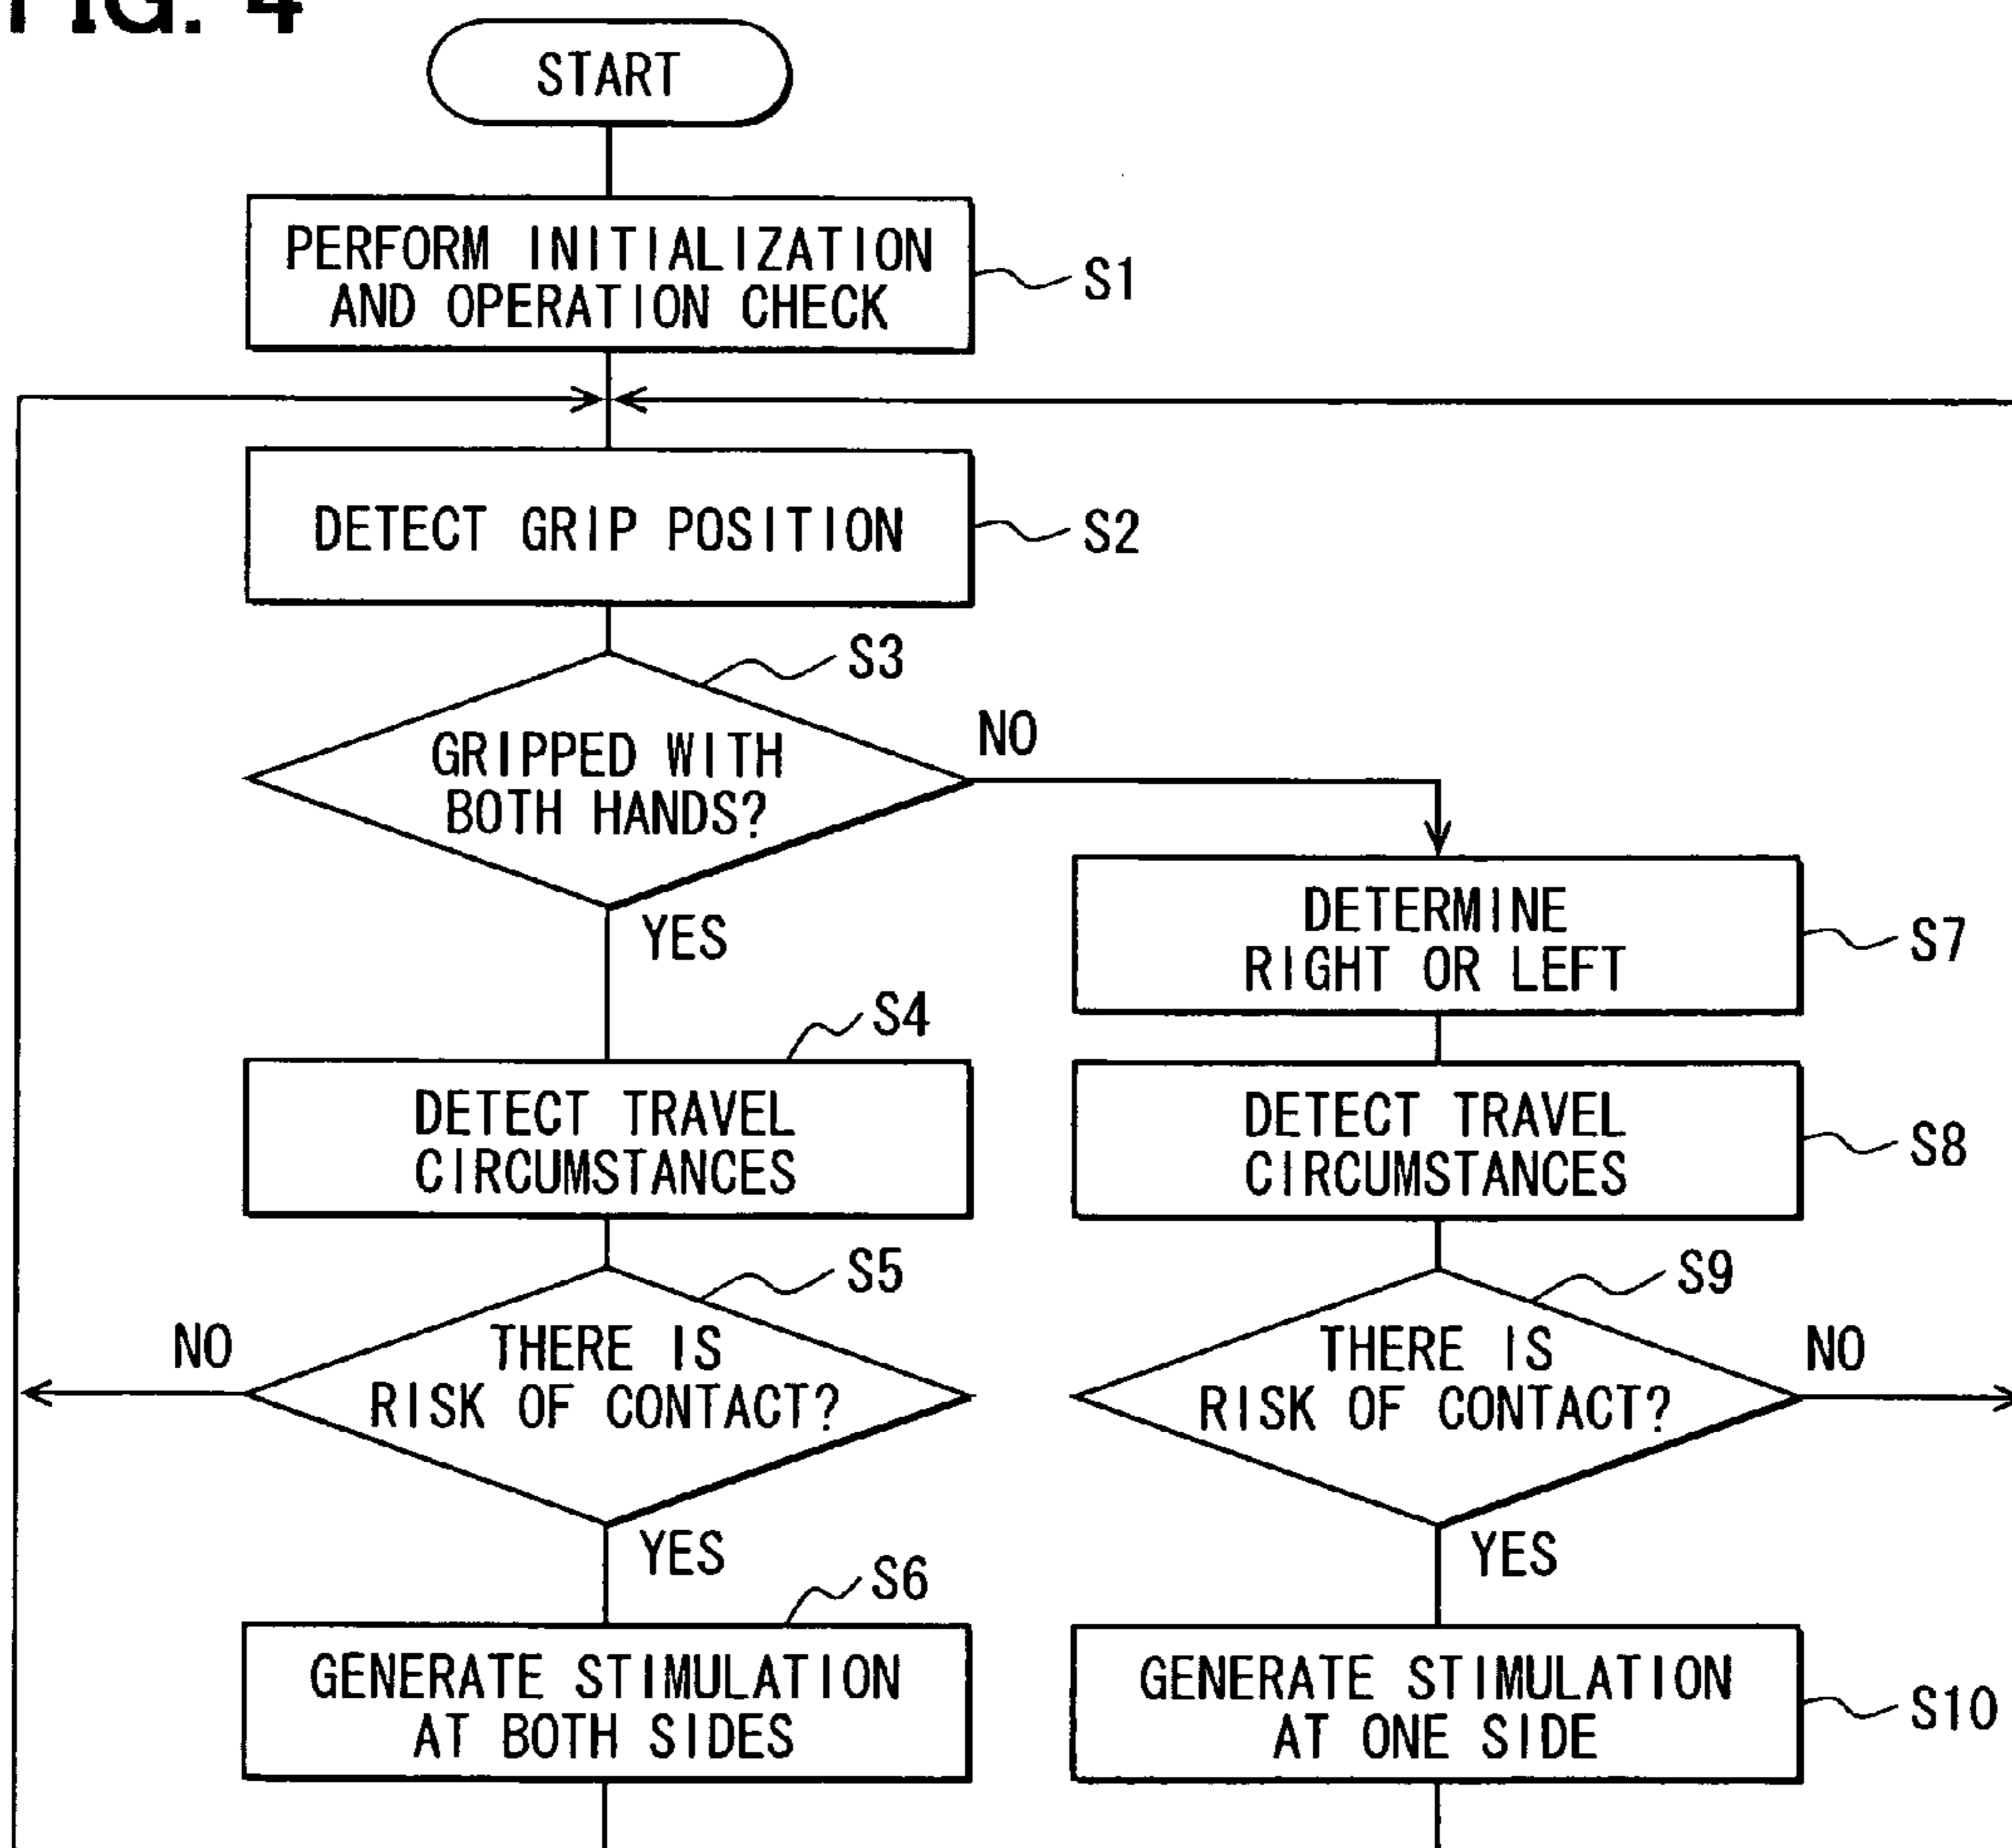 FIG. 4
START
PERFORM INITIALIZATION
AND OPERATION CHECK
S1
DETECT GRIP POSITION
S2
S3
GRIPPED WITH
BOTH HANDS?
NO
YES
DETERMINE
RIGHT OR LEFT
S7
S4
DETECT TRAVEL
CIRCUMSTANCES
DETECT TRAVEL
CIRCUMSTANCES
S8
S5
THERE IS
RISK OF CONTACT?
NO
YES
S9
THERE IS
RISK OF CONTACT?
NO
YES
S6
GENERATE STIMULATION
AT BOTH SIDES
GENERATE STIMULATION
AT ONE SIDE
S10